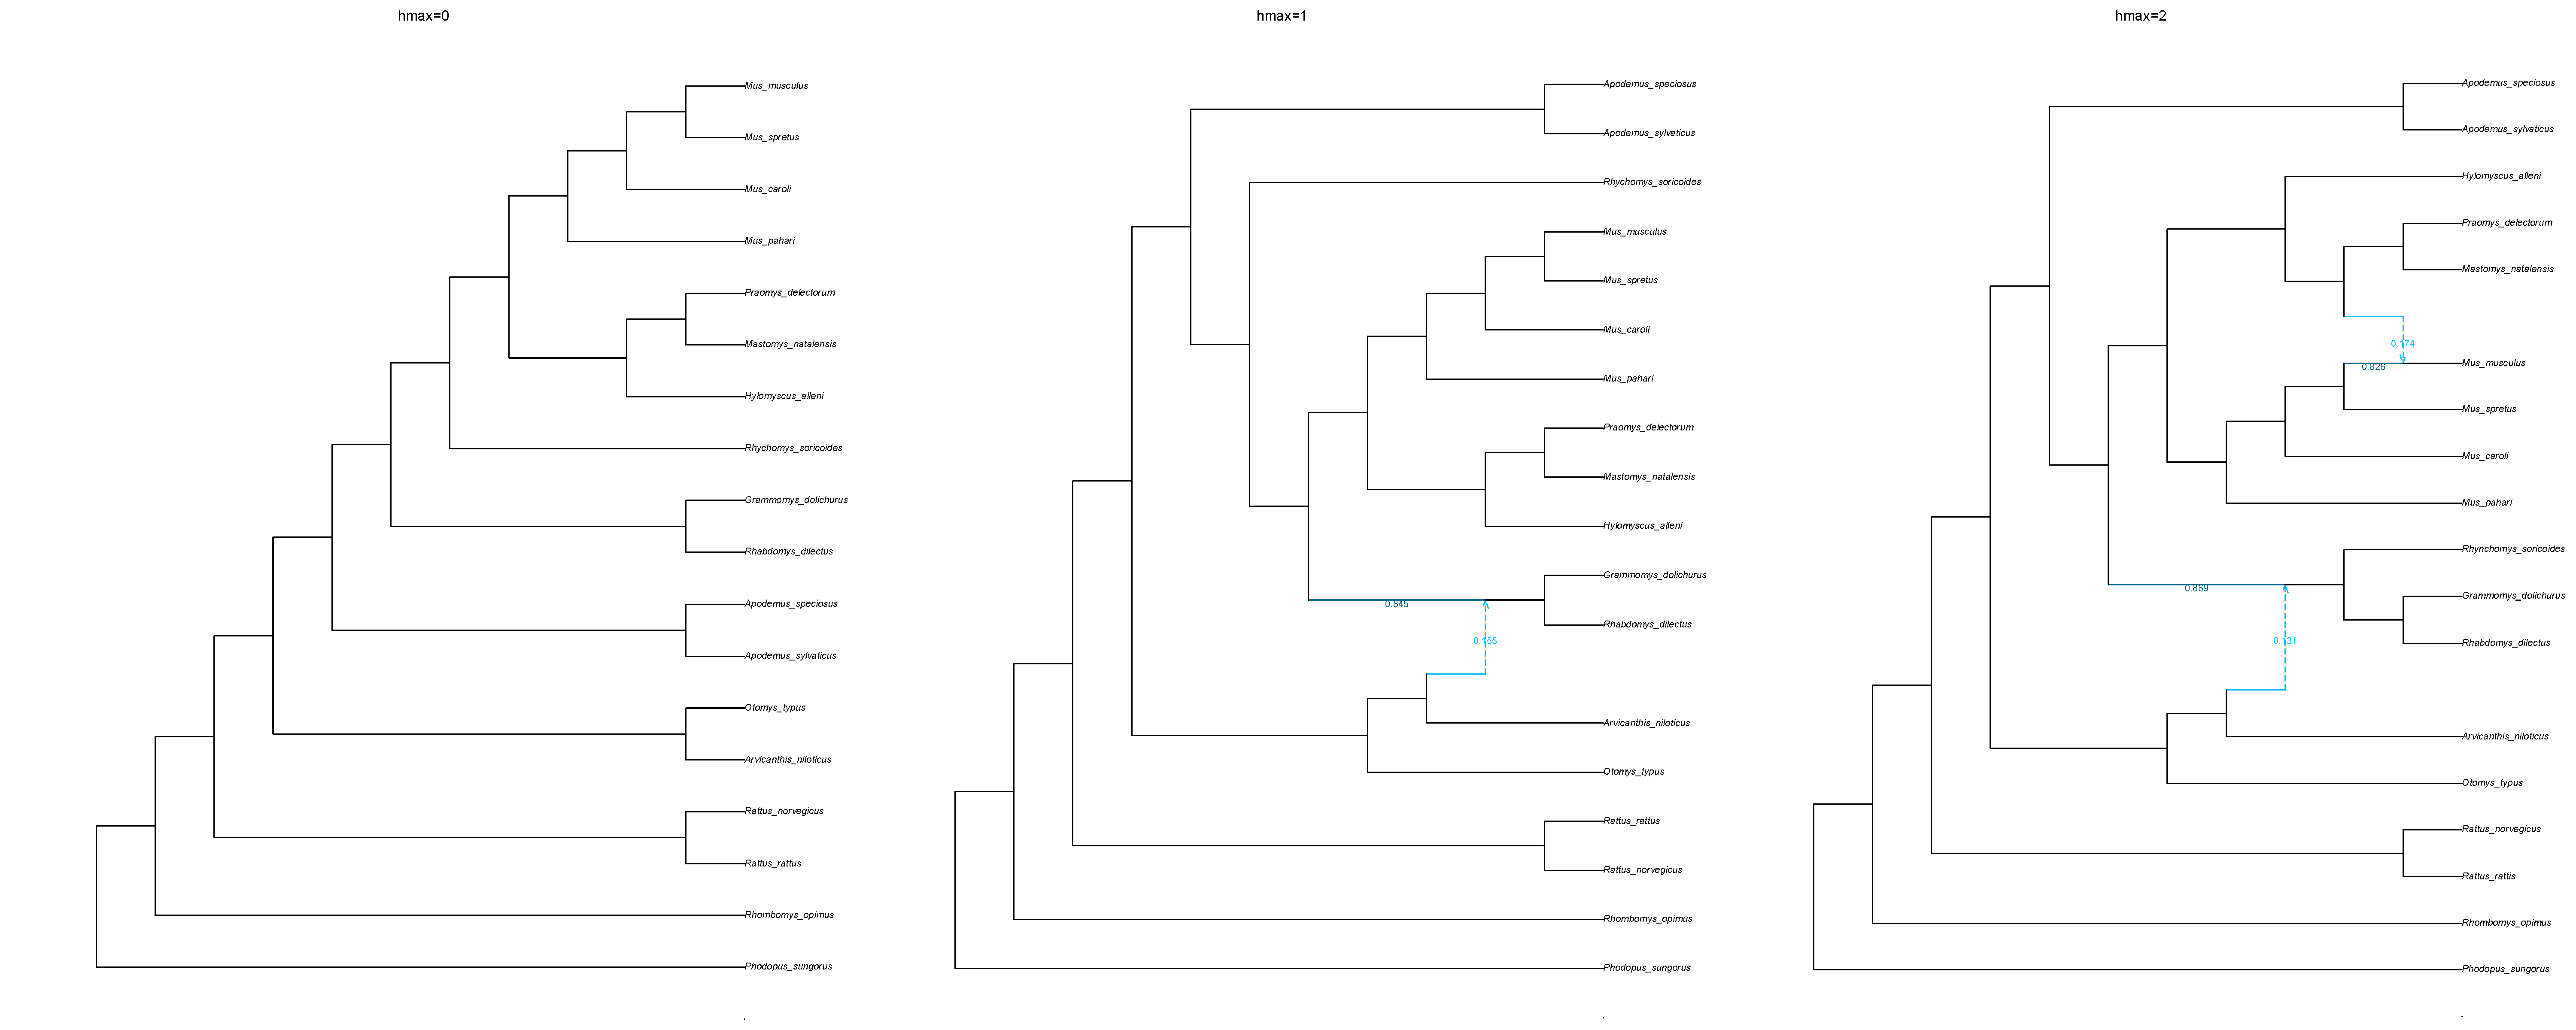 hmax=0
Mus_musculus
Mus_spretus
Mus_caroli
Mus_pahari
Praomys_delectorum
Mastomys_natalensis
Hylomyscus_alleni
Rhychomys_soricoides
Grammomys_dolichurus
Rhabdomys_dilectus
Apodemus_speciosus
Apodemus_sylvaticus
Otomys_typus
Arvicanthis_niloticus
Rattus_norvegicus
Rattus_rattus
Rhombomys_opimus
Phodopus_sungorus
.
hmax=1
Apodemus_speciosus
Apodemus_sylvaticus
Rhychomys_soricoides
Mus_musculus
Mus_spretus
Mus_caroli
Mus_pahari
Praomys_delectorum
Mastomys_natalensis
Hylomyscus_alleni
Grammomys_dolichurus
0.845
Rhabdomys_dilectus
0.155
Arvicanthis_niloticus
Otomys_typus
Rattus_rattus
Rattus_norvegicus
Rhombomys_opimus
Phodopus_sungorus
.
hmax=2
Apodemus_speciosus
Apodemus_sylvaticus
Hylomyscus_alleni
Praomys_delectorum
Mastomys_natalensis
0.174
Mus_musculus
0.826
Mus_spretus
Mus_caroli
Mus_pahari
Rhynchomys_soricoides
0.869
Grammomys_dolichurus
0.131
Rhabdomys_dilectus
Arvicanthis_niloticus
Otomys_typus
Rattus_norvegicus
Rattus_rattis
Rhombomys_opimus
Phodopus_sungorus
.